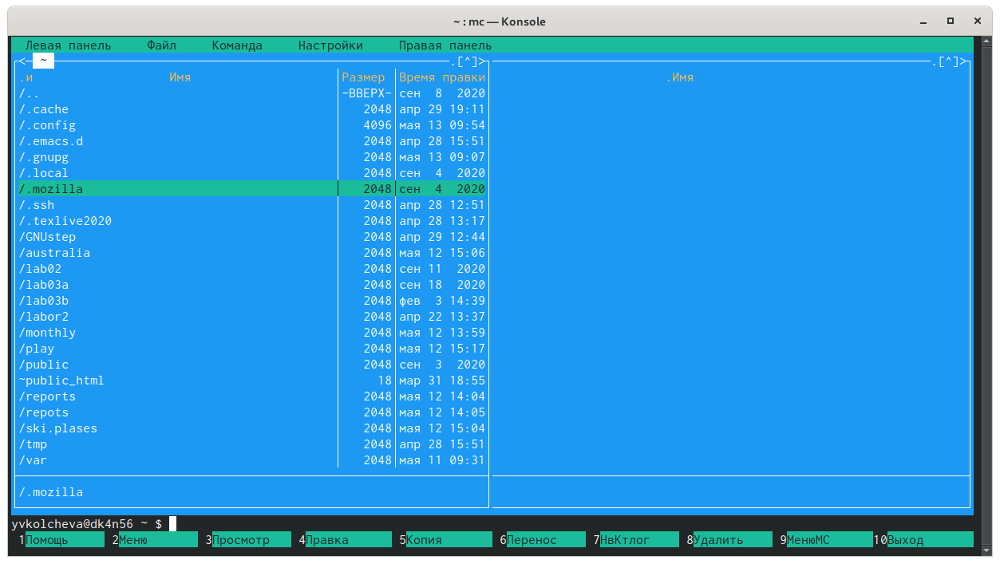 ~ : mc — Konsole
Левая панель Файл Команда Настройки Правая панель
<─ ~ .[^]> .[^]>
.и Имя Размер Время правки .Имя
/.. -ВВЕРХ- сен 8 2020
/.cache 2048 апр 29 19:11
/.config 4096 мая 13 09:54
/.emacs.d 2048 апр 28 15:51
/.gnupg 2048 мая 13 09:07
/.local 2048 сен 4 2020
/.mozilla 2048 сен 4 2020
/.ssh 2048 апр 28 12:51
/.texlive2020 2048 апр 28 13:17
/GNUstep 2048 апр 29 12:44
/australia 2048 мая 12 15:06
/lab02 2048 сен 11 2020
/lab03a 2048 сен 18 2020
/lab03b 2048 фев 3 14:39
/labor2 2048 апр 22 13:37
/monthly 2048 мая 12 13:59
/play 2048 мая 12 15:17
/public 2048 сен 3 2020
~public_html 18 мар 31 18:55
/reports 2048 мая 12 14:04
/repots 2048 мая 12 14:05
/ski.plases 2048 мая 12 15:04
/tmp 2048 апр 28 15:51
/var 2048 мая 11 09:31
/.mozilla
yvkolcheva@dk4n56 ~ $
1Помощь 2Меню 3Просмотр 4Правка 5Копия 6Перенос 7НвКтлог 8Удалить 9МенюМС 10Выход